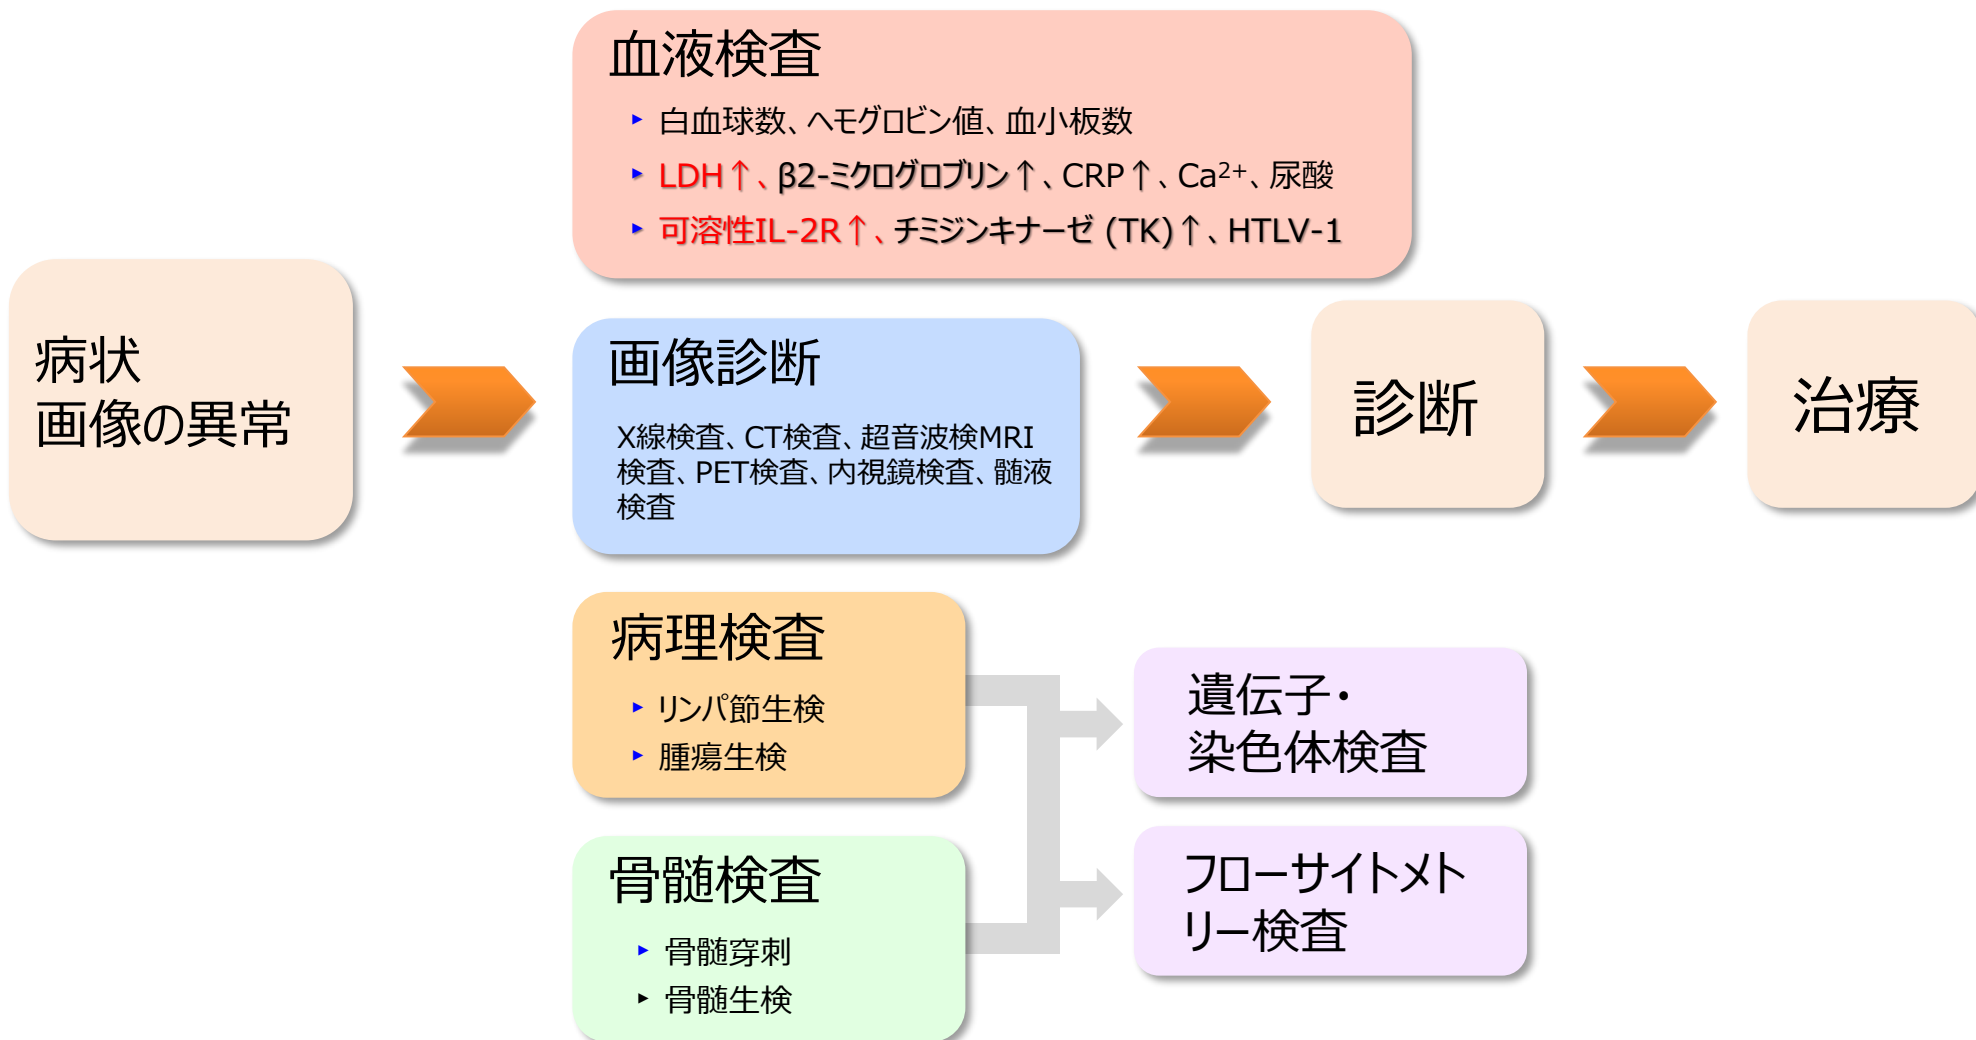 血液検査
‣ 白血球数、ヘモグロビン値、血小板数
‣ LDH↑、β2-ミクログロブリン↑、CRP↑、Ca²⁺、尿酸
‣ 可溶性IL-2R↑、チミジンキナーゼ (TK)↑、HTLV-1
病状
画像の異常
画像診断
X線検査、CT検査、超音波検MRI
検査、PET検査、内視鏡検査、髄液
検査
診断
治療
病理検査
‣ リンパ節生検
‣ 腫瘍生検
骨髄検査
‣ 骨髄穿刺
‣ 骨髄生検
遺伝子・
染色体検査
フローサイトメト
リー検査